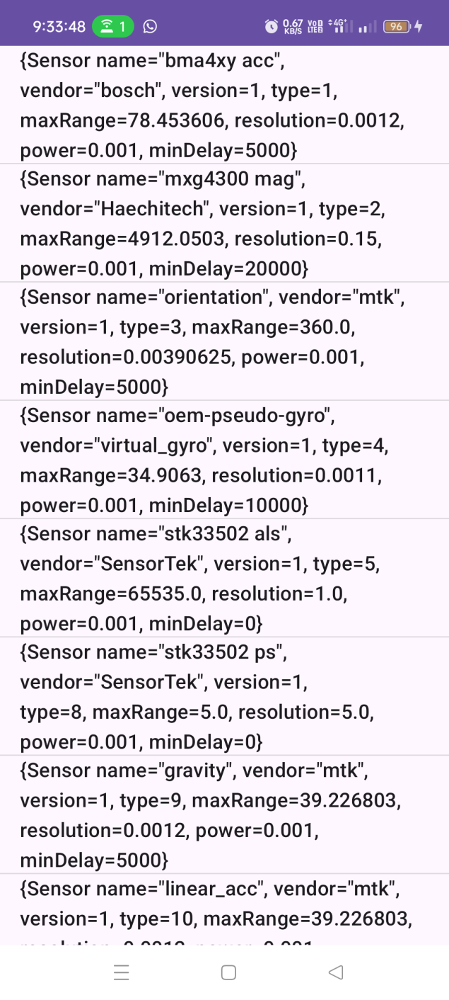 9:33:48 1 0.67 KB/S VoD LTE2 4G+ 96
{Sensor name="bma4xy acc",
vendor="bosch", version=1, type=1,
maxRange=78.453606, resolution=0.0012,
power=0.001, minDelay=5000}
{Sensor name="mxg4300 mag",
vendor="Haechitech", version=1, type=2,
maxRange=4912.0503, resolution=0.15,
power=0.001, minDelay=20000}
{Sensor name="orientation", vendor="mtk",
version=1, type=3, maxRange=360.0,
resolution=0.00390625, power=0.001,
minDelay=5000}
{Sensor name="oem-pseudo-gyro",
vendor="virtual_gyro", version=1, type=4,
maxRange=34.9063, resolution=0.0011,
power=0.001, minDelay=10000}
{Sensor name="stk33502 als",
vendor="SensorTek", version=1, type=5,
maxRange=65535.0, resolution=1.0,
power=0.001, minDelay=0}
{Sensor name="stk33502 ps",
vendor="SensorTek", version=1,
type=8, maxRange=5.0, resolution=5.0,
power=0.001, minDelay=0}
{Sensor name="gravity", vendor="mtk",
version=1, type=9, maxRange=39.226803,
resolution=0.0012, power=0.001,
minDelay=5000}
{Sensor name="linear_acc", vendor="mtk",
version=1, type=10, maxRange=39.226803,